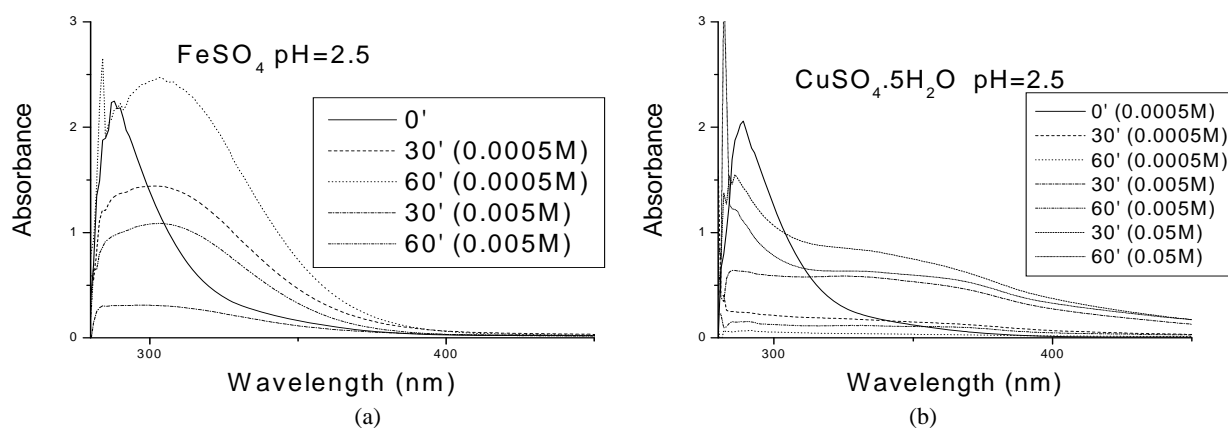 3
2
1
0
Absorbance
FeSO4 pH=2.5
0'
30' (0.0005M)
60' (0.0005M)
30' (0.005M)
60' (0.005M)
300
400
Wavelength (nm)
(a)
3
2
1
0
Absorbance
CuSO4.5H2O pH=2.5
0' (0.0005M)
30' (0.0005M)
60' (0.0005M)
30' (0.005M)
60' (0.005M)
30' (0.05M)
60' (0.05M)
300
400
Wavelength (nm)
(b)